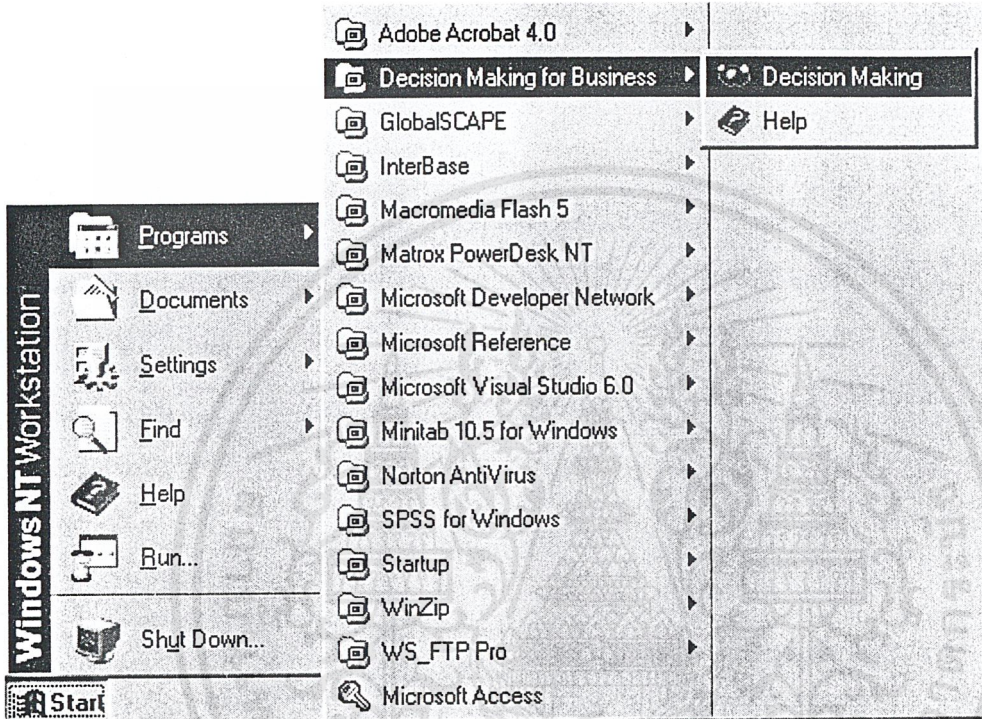 Adobe Acrobat 4.0
Decision Making for Business
GlobalSCAPE
InterBase
Macromedia Flash 5
Matrox PowerDesk NT
Microsoft Developer Network
Microsoft Reference
Microsoft Visual Studio 6.0
Minitab 10.5 for Windows
Norton AntiVirus
SPSS for Windows
Startup
WinZip
WS_FTP Pro
Microsoft Access
Decision Making
Help
Programs
Documents
Settings
Find
Help
Run...
Shut Down...
Windows NT Workstation
Start